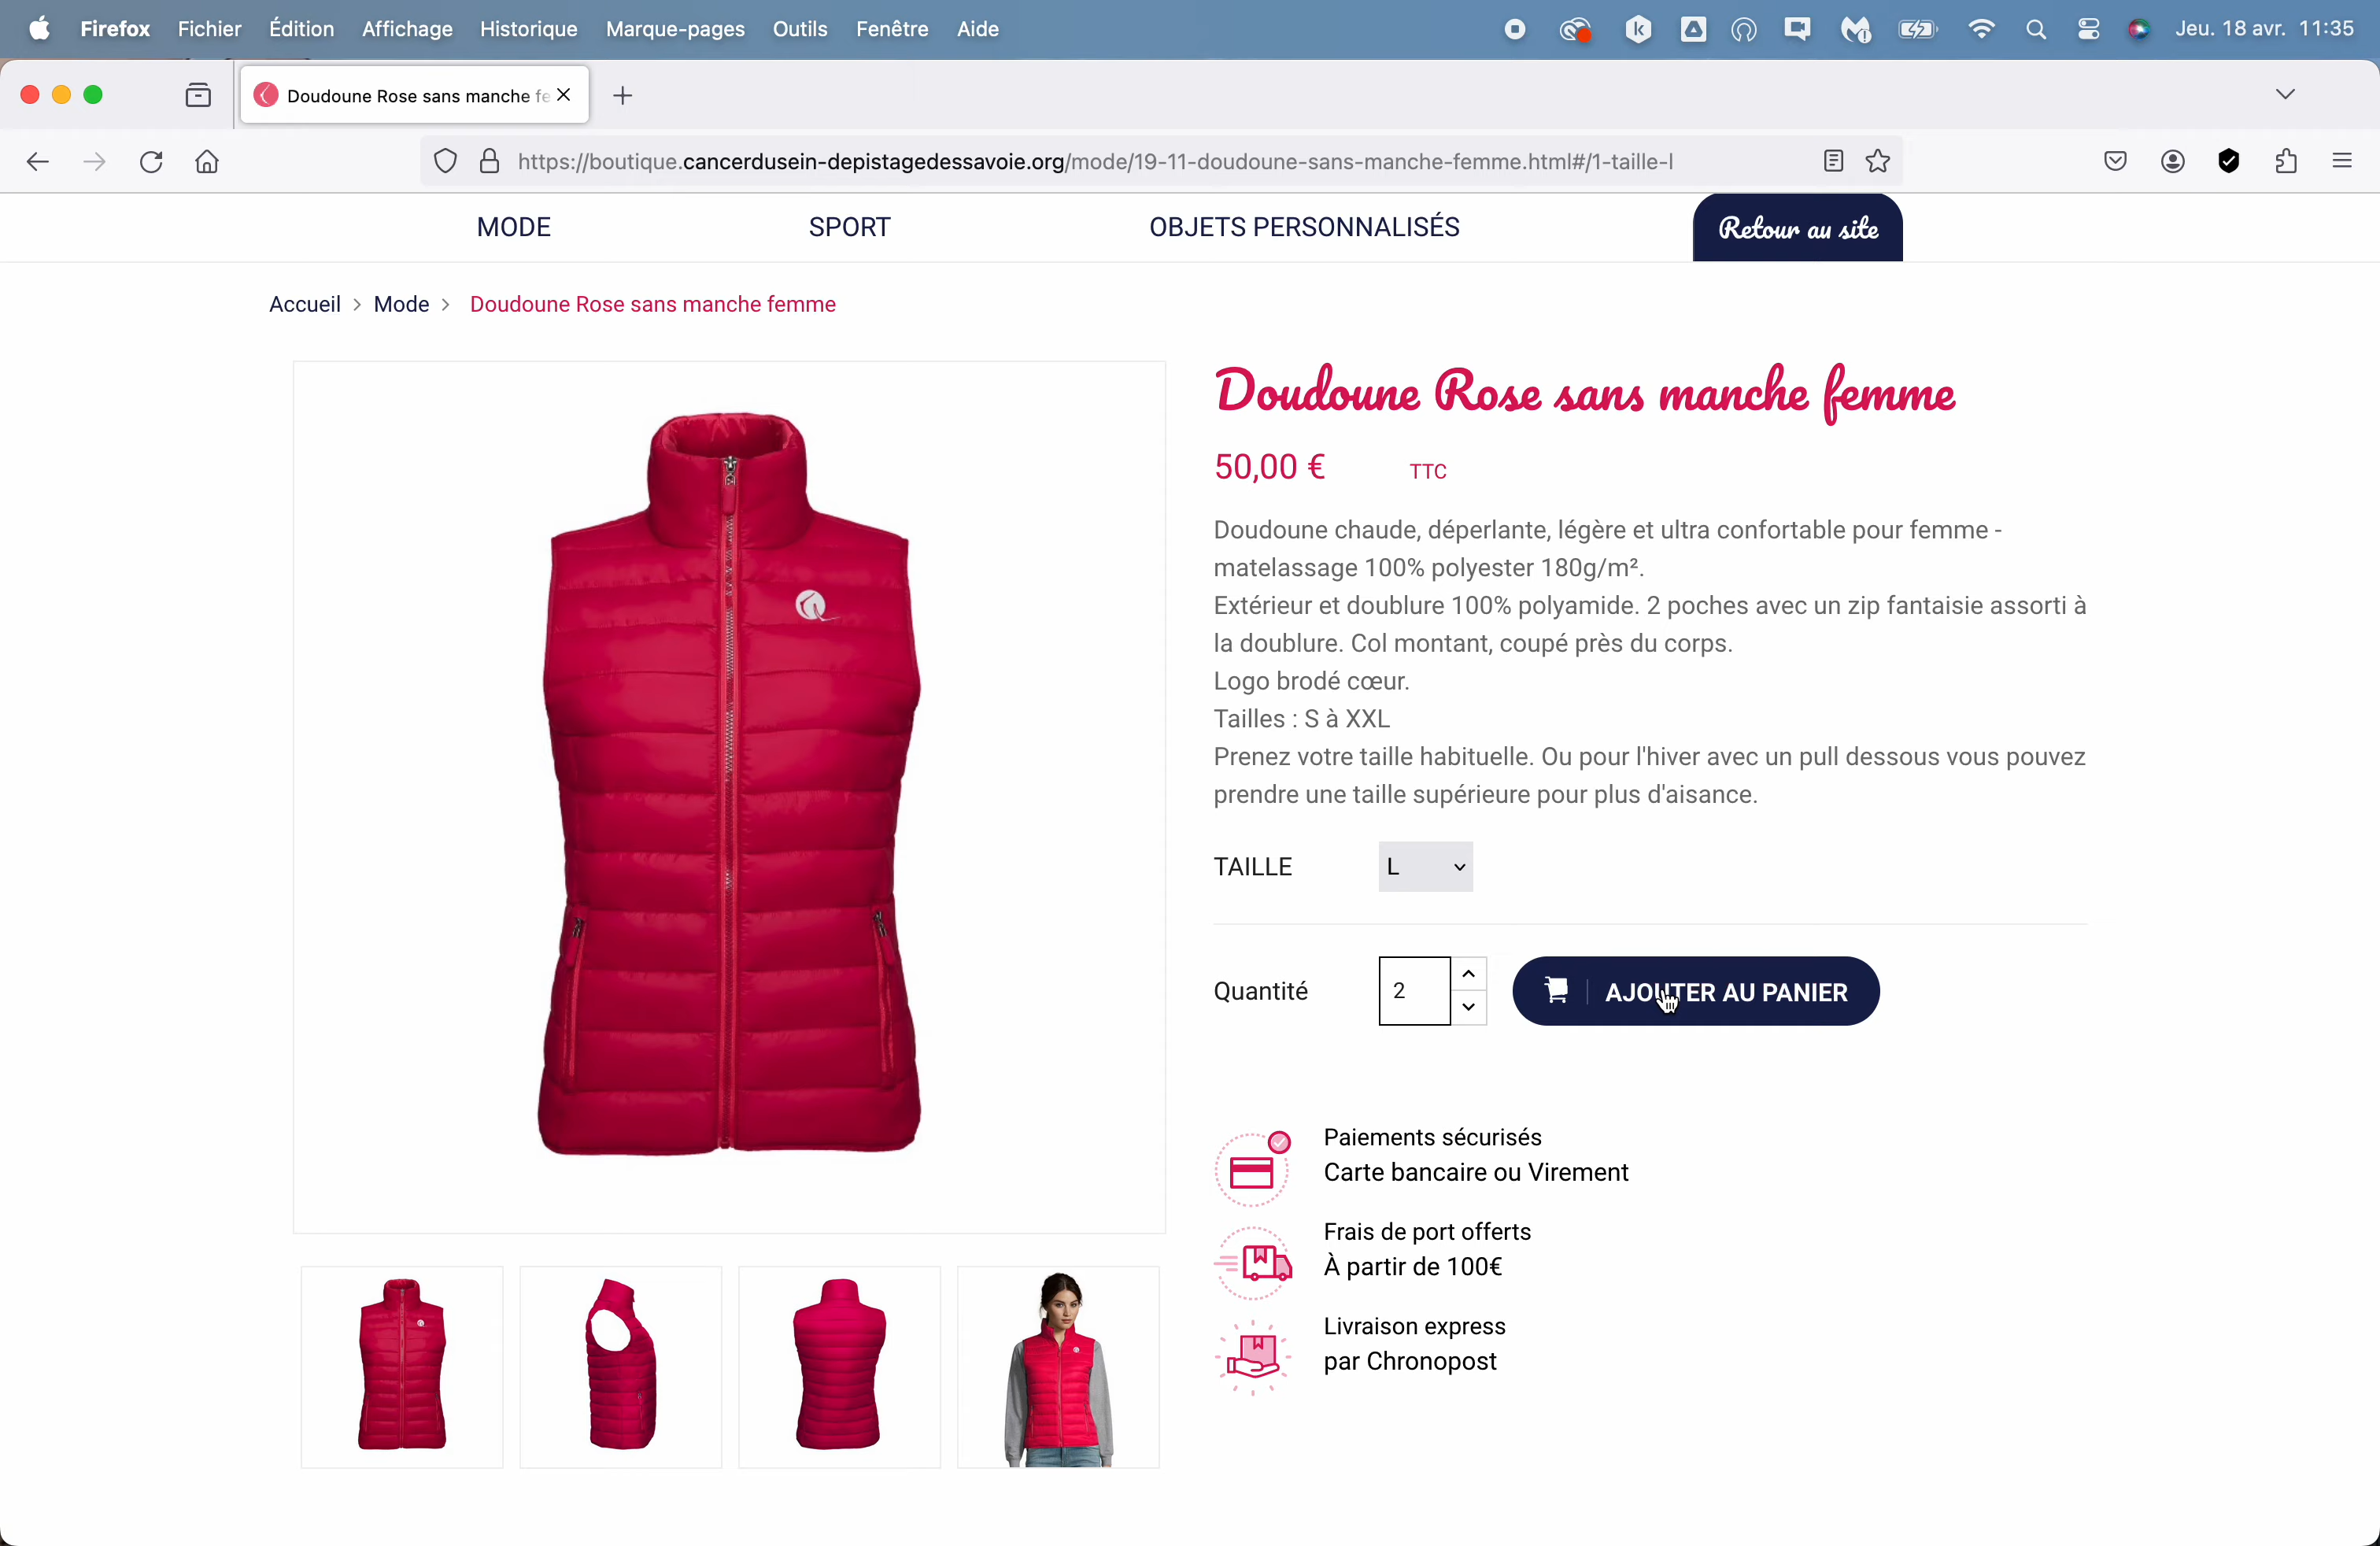 Firefox Fichier Édition Affichage Historique Marque-pages Outils Fenêtre Aide Jeu. 18 avr. 11:35
Doudoune Rose sans manche fe
https://boutique.cancerdusein-depistagedessavoie.org/mode/19-11-doudoune-sans-manche-femme.html#/1-taille-l
MODE SPORT OBJETS PERSONNALISÉS Retour au site
Accueil > Mode > Doudoune Rose sans manche femme
Doudoune Rose sans manche femme
50,00 € TTC
Doudoune chaude, déperlante, légère et ultra confortable pour femme -
matelassage 100% polyester 180g/m².
Extérieur et doublure 100% polyamide. 2 poches avec un zip fantaisie assorti à
la doublure. Col montant, coupé près du corps.
Logo brodé cœur.
Tailles : S à XXL
Prenez votre taille habituelle. Ou pour l'hiver avec un pull dessous vous pouvez
prendre une taille supérieure pour plus d'aisance.
TAILLE L
Quantité 2 AJOUTER AU PANIER
Paiements sécurisés
Carte bancaire ou Virement
Frais de port offerts
À partir de 100€
Livraison express
par Chronopost